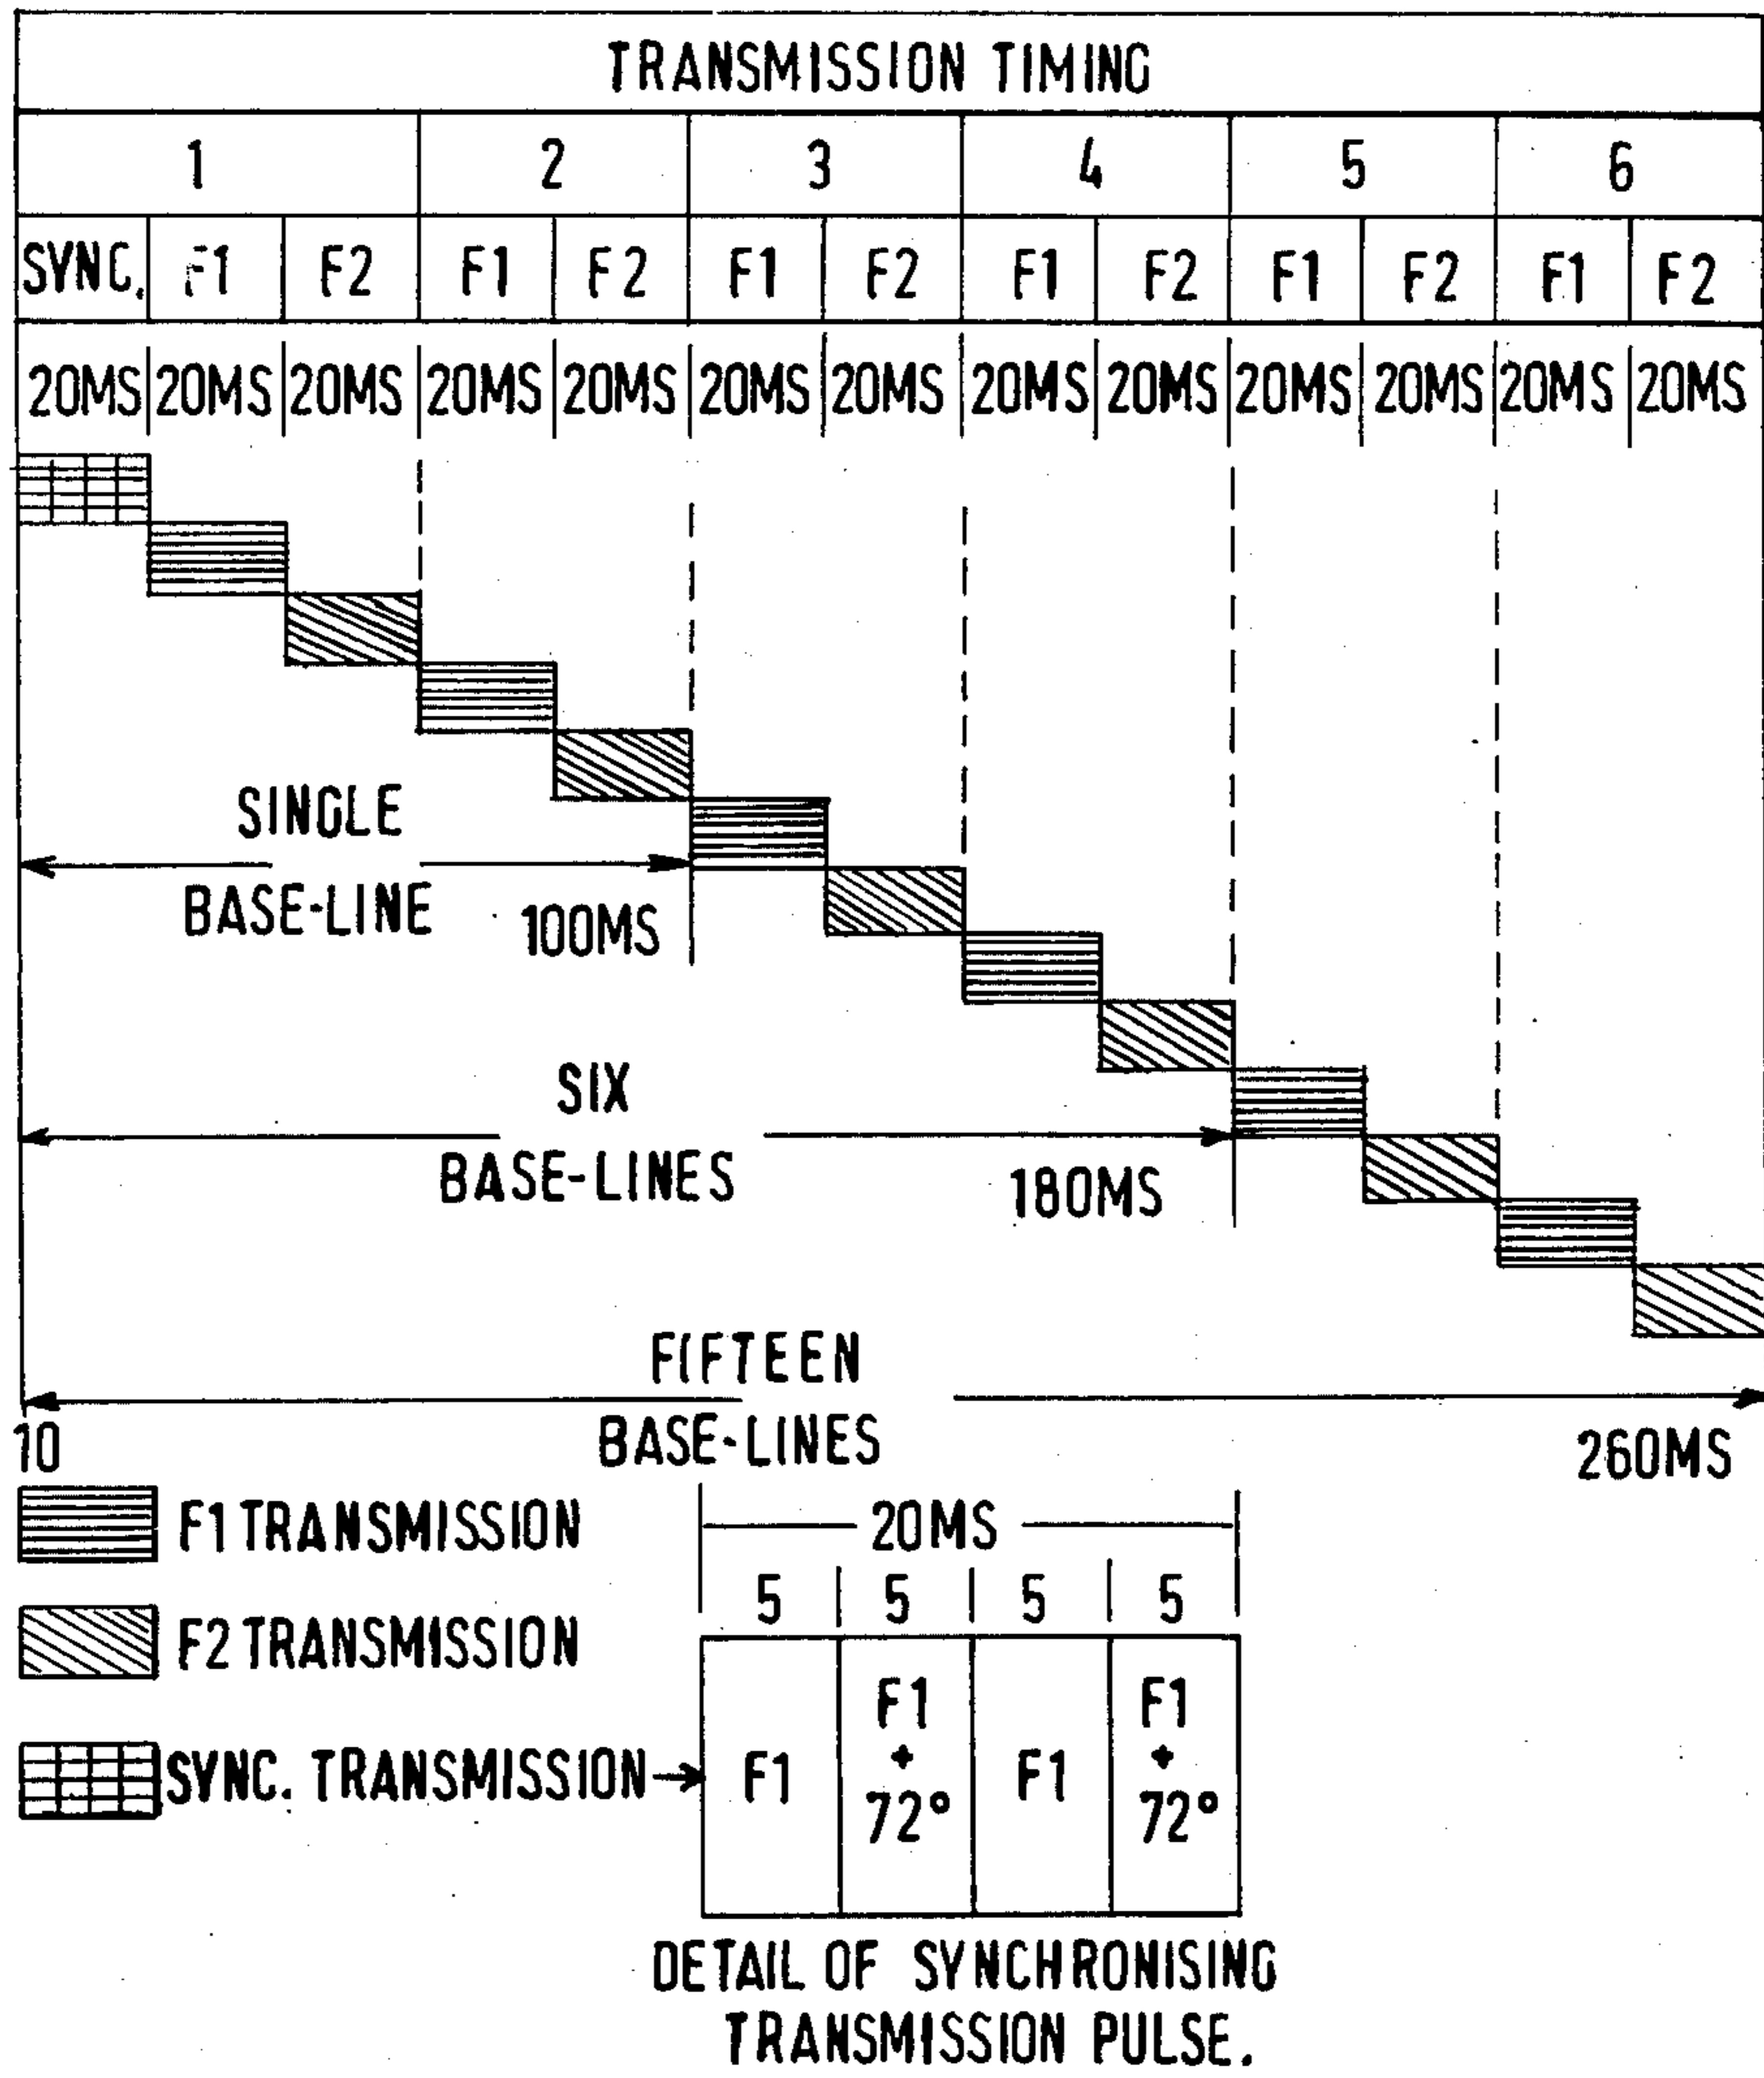 TRANSMISSION TIMING
1 2 3 4 5 6
SYNC. F1 F2 F1 F2 F1 F2 F1 F2 F1 F2 F1 F2
20MS 20MS 20MS 20MS 20MS 20MS 20MS 20MS 20MS 20MS 20MS 20MS 20MS
SINGLE
BASE-LINE 100MS
SIX
BASE-LINES 180MS
FIFTEEN
BASE-LINES
10 260MS
F1 TRANSMISSION
20MS
5 5 5 5
F2 TRANSMISSION
SYNC. TRANSMISSION
F1 F1 + 72° F1 F1 + 72°
DETAIL OF SYNCHRONISING
TRANSMISSION PULSE.